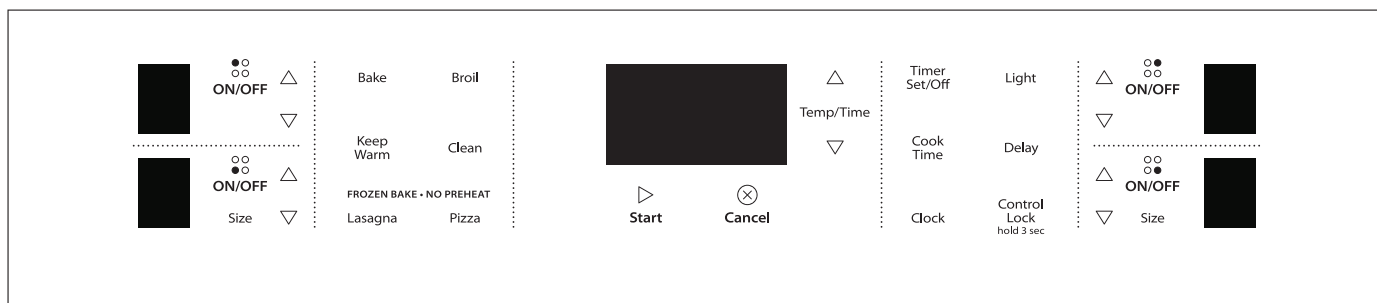 ON/OFF
ON/OFF
Size
Bake
Broil
Keep
Warm
Clean
FROZEN BAKE • NO PREHEAT
Lasagna
Pizza
Start
Cancel
Temp/Time
Timer
Set/Off
Light
Cook
Time
Delay
Clock
Control
Lock
hold 3 sec
ON/OFF
ON/OFF
Size